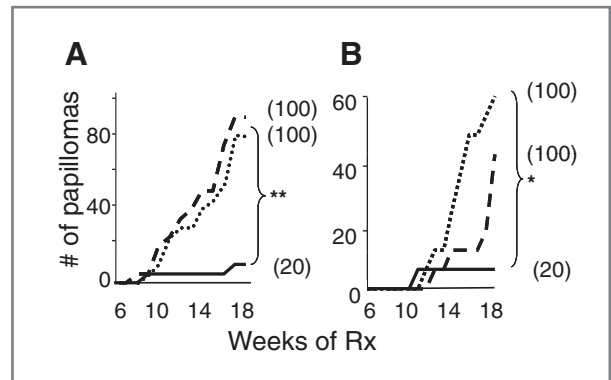 A
B
# of papillomas
80
40
0
6 10 14 18
(100)
(100)
**
(20)
60
40
20
0
6 10 14 18
(100)
(100)
*
(20)
Weeks of Rx